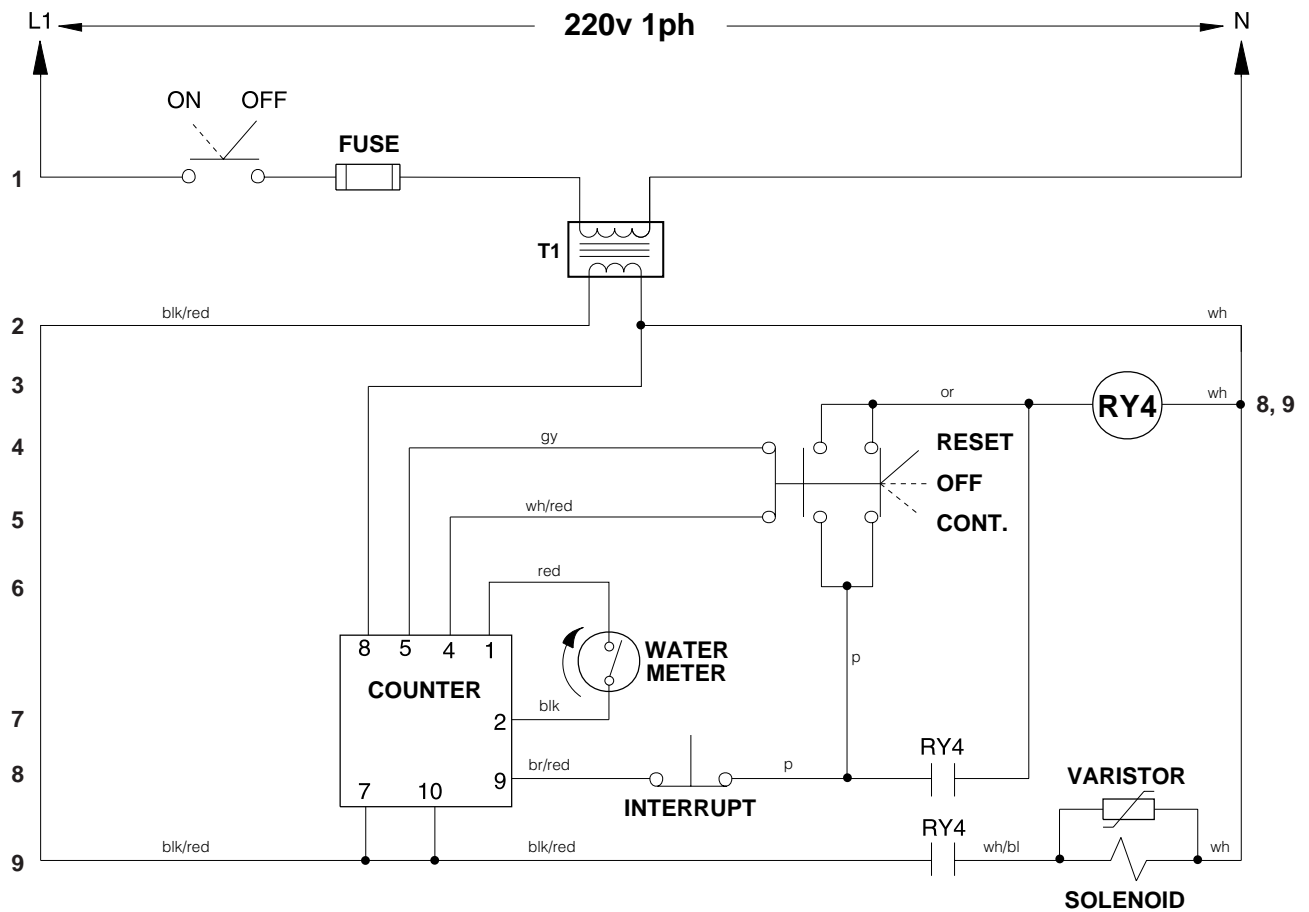 L1
220v 1ph
N
ON
OFF
FUSE
1
T1
2
blk/red
wh
3
or
RY4
wh
8, 9
4
gy
RESET
OFF
5
wh/red
CONT.
6
red
8
5
4
1
WATER
METER
p
COUNTER
7
2
blk
8
9
br/red
p
RY4
INTERRUPT
VARISTOR
7
10
RY4
9
blk/red
blk/red
wh/bl
wh
SOLENOID